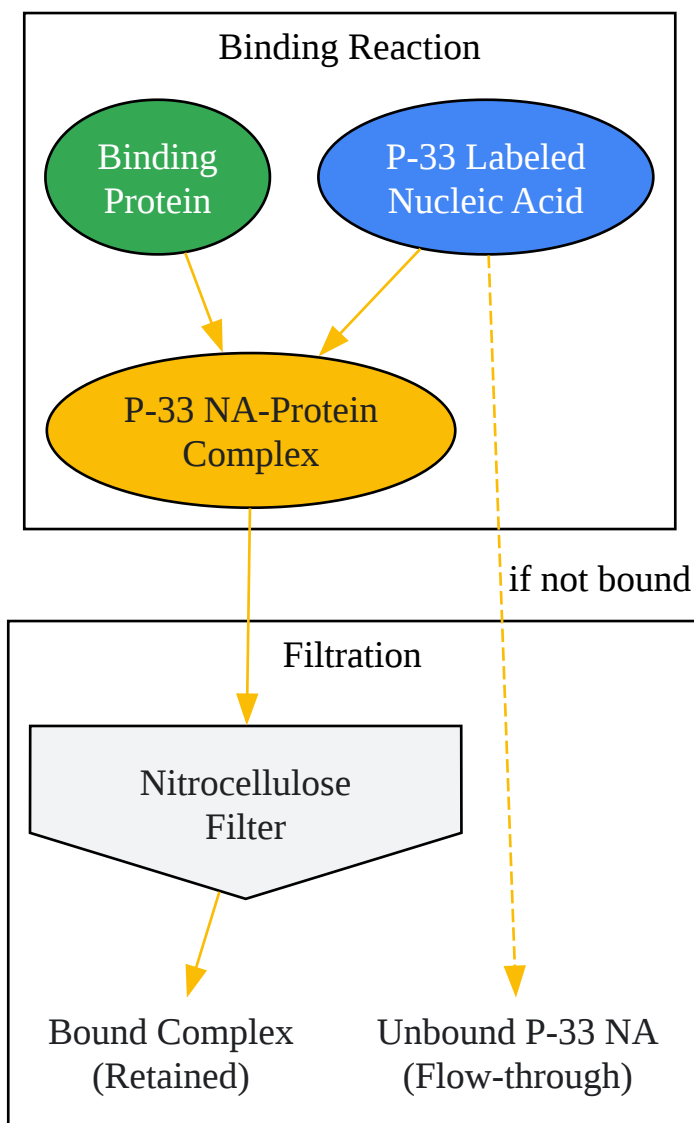 Binding Reaction
Binding
Protein
P-33 Labeled
Nucleic Acid
P-33 NA-Protein
Complex
if not bound
Filtration
Nitrocellulose
Filter
Bound Complex
(Retained)
Unbound P-33 NA
(Flow-through)